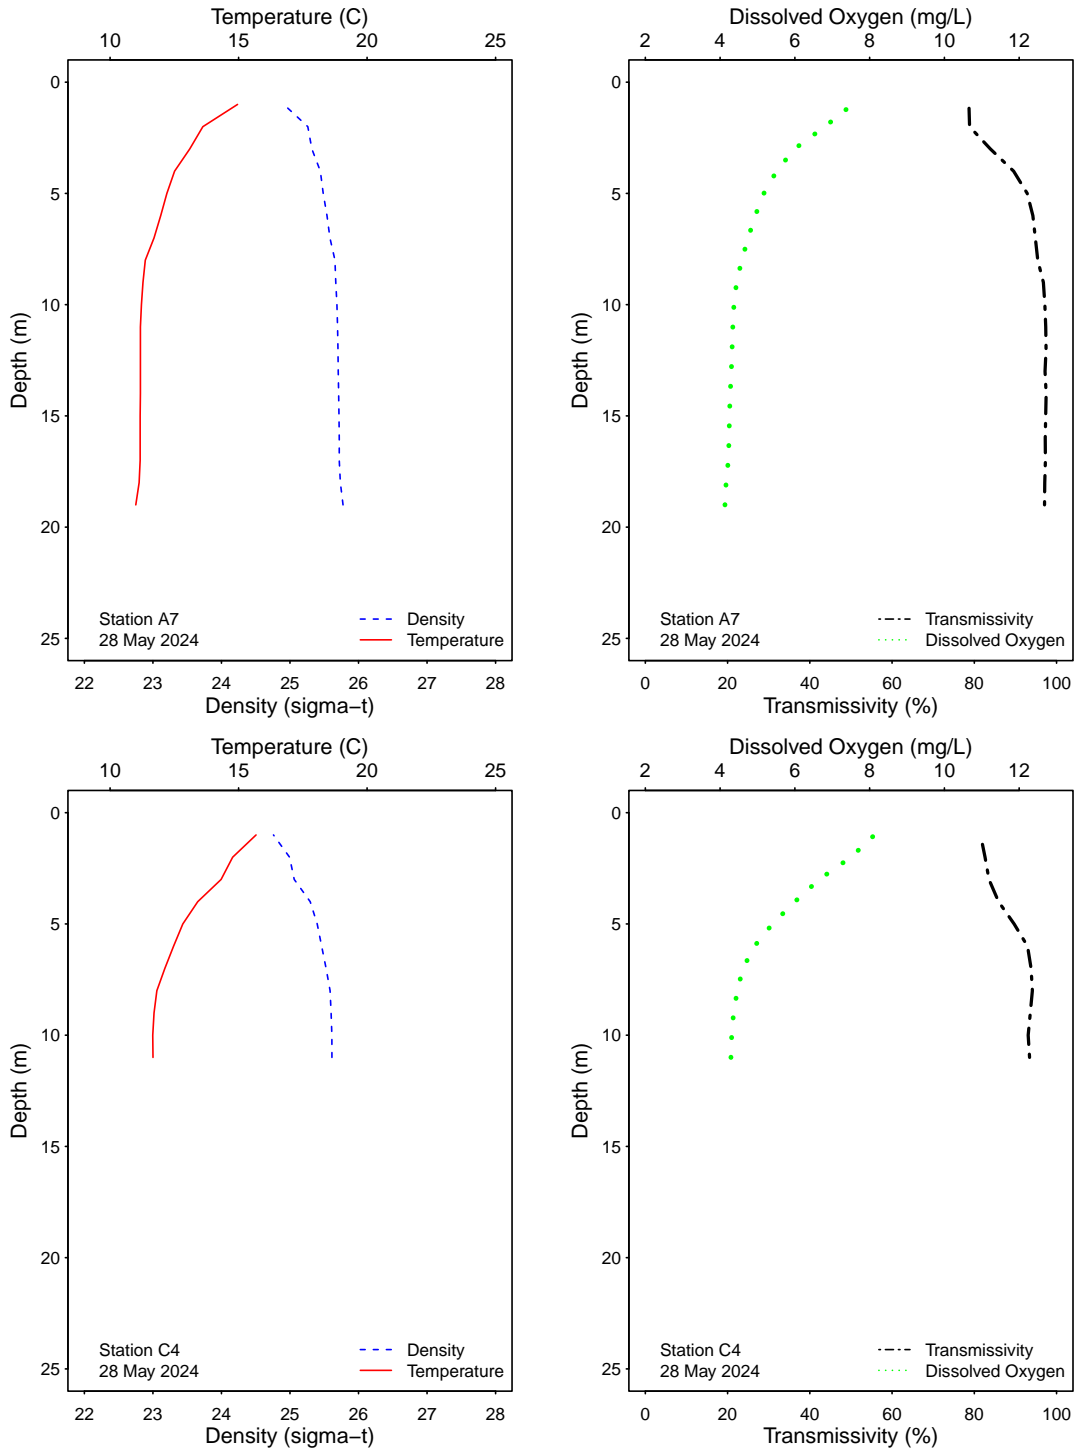 Temperature (C)
10 15 20 25
0
5
10
15
20
25
Depth (m)
Station A7
28 May 2024
Density
Temperature
22 23 24 25 26 27 28
Density (sigma−t)
Dissolved Oxygen (mg/L)
2 4 6 8 10 12
0
5
10
15
20
25
Depth (m)
Station A7
28 May 2024
Transmissivity
Dissolved Oxygen
0 20 40 60 80 100
Transmissivity (%)
Temperature (C)
10 15 20 25
0
5
10
15
20
25
Depth (m)
Station C4
28 May 2024
Density
Temperature
22 23 24 25 26 27 28
Density (sigma−t)
Dissolved Oxygen (mg/L)
2 4 6 8 10 12
0
5
10
15
20
25
Depth (m)
Station C4
28 May 2024
Transmissivity
Dissolved Oxygen
0 20 40 60 80 100
Transmissivity (%)